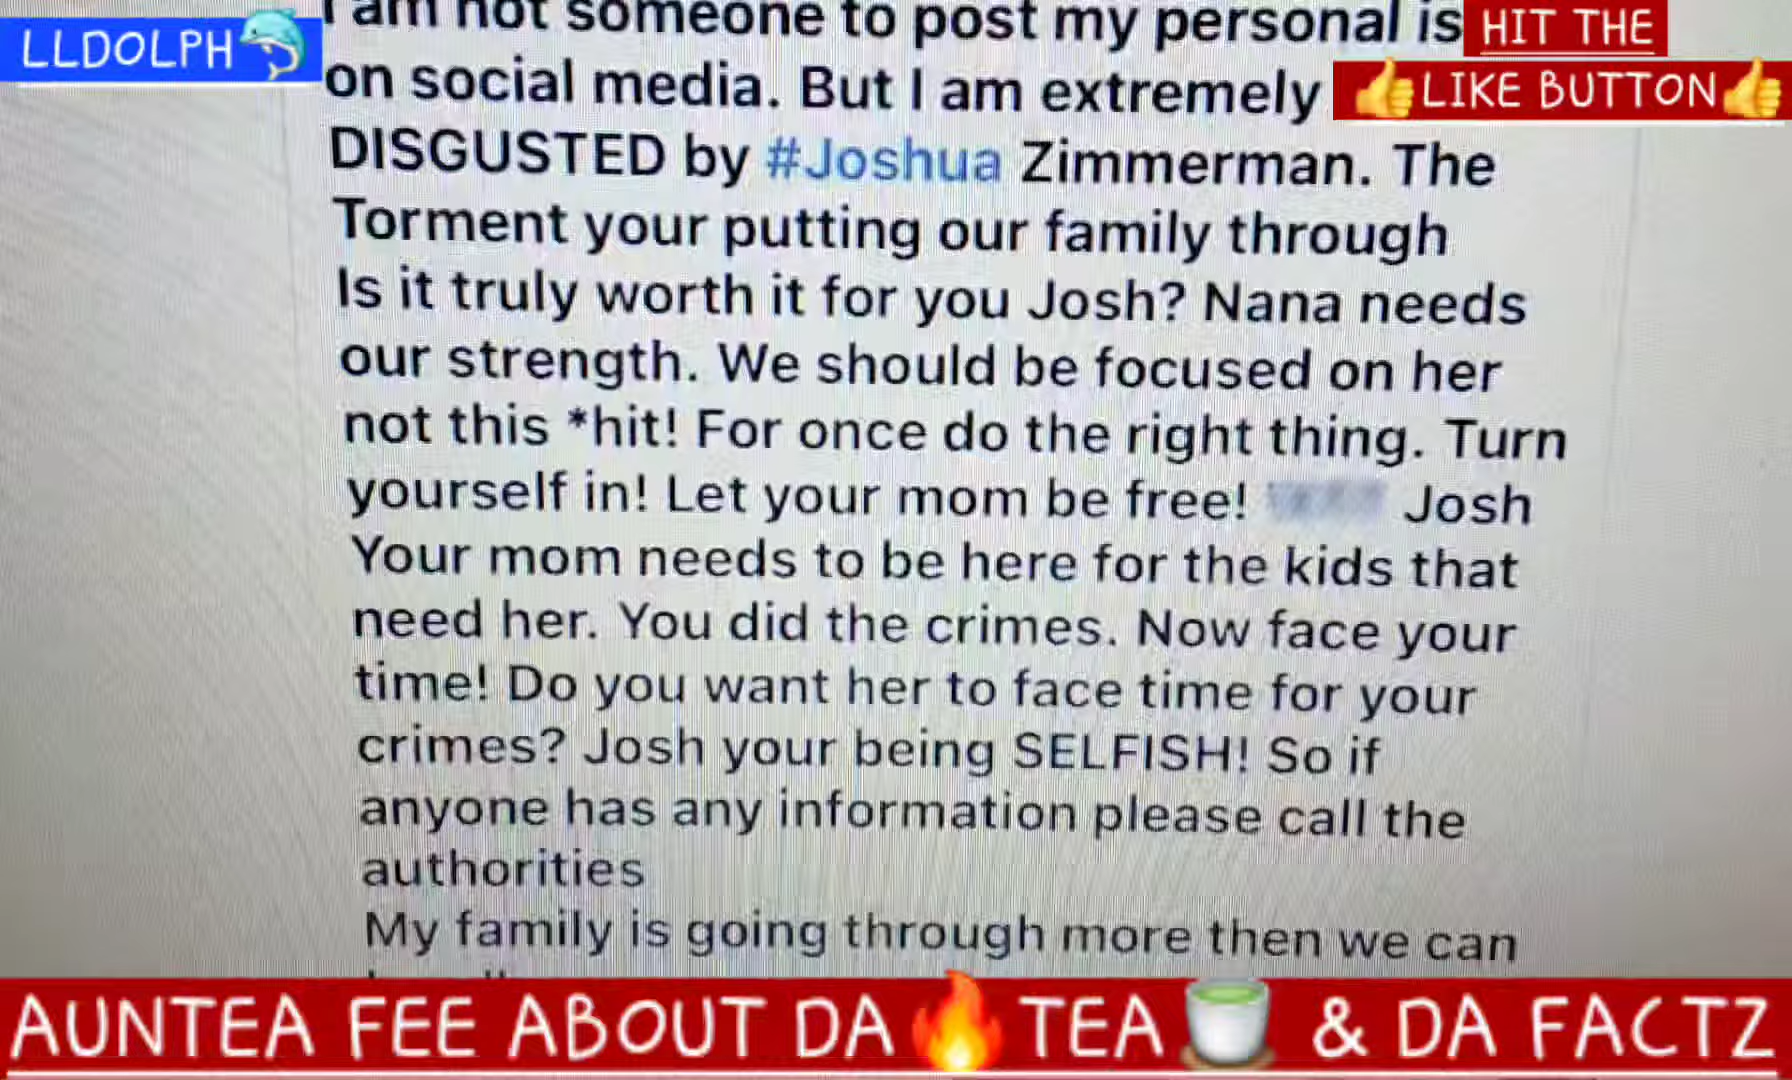 LLDOLPH
I am not someone to post my personal is
HIT THE
on social media. But I am extremely
👍LIKE BUTTON👍
DISGUSTED by #Joshua Zimmerman. The
Torment your putting our family through
Is it truly worth it for you Josh? Nana needs
our strength. We should be focused on her
not this *hit! For once do the right thing. Turn
yourself in! Let your mom be free! Josh
Your mom needs to be here for the kids that
need her. You did the crimes. Now face your
time! Do you want her to face time for your
crimes? Josh your being SELFISH! So if
anyone has any information please call the
authorities
My family is going through more then we can
AUNTEA FEE ABOUT DA🔥TEA🍵 & DA FACTZ